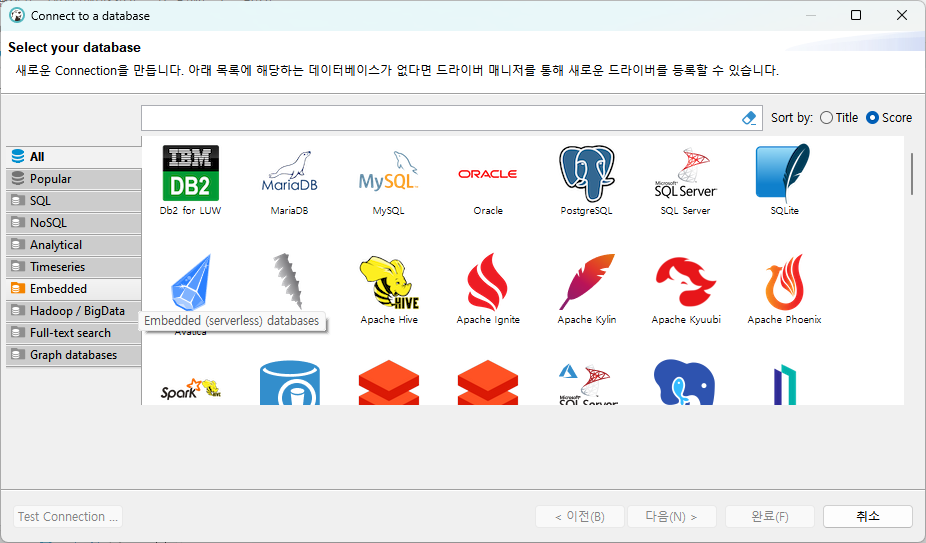 Connect to a database
Select your database
새로운 Connection을 만듭니다. 아래 목록에 해당하는 데이터베이스가 없다면 드라이버 매니저를 통해 새로운 드라이버를 등록할 수 있습니다.
Sort by: Title Score
All
Popular
SQL
NoSQL
Analytical
Timeseries
Embedded
Hadoop / BigData
Full-text search
Graph databases
IBM
DB2
MariaDB
MySQL
ORACLE
Microsoft
SQL Server
Db2 for LUW
MariaDB
MySQL
Oracle
PostgreSQL
SQL Server
SQLite
HIVE
Embedded (serverless) databases
Avatica
Apache Hive
Apache Ignite
Apache Kylin
Apache Kyuubi
Apache Phoenix
Spark
HIVE
Microsoft
SQL Server
Test Connection ...
< 이전(B)
다음(N) >
완료(F)
취소